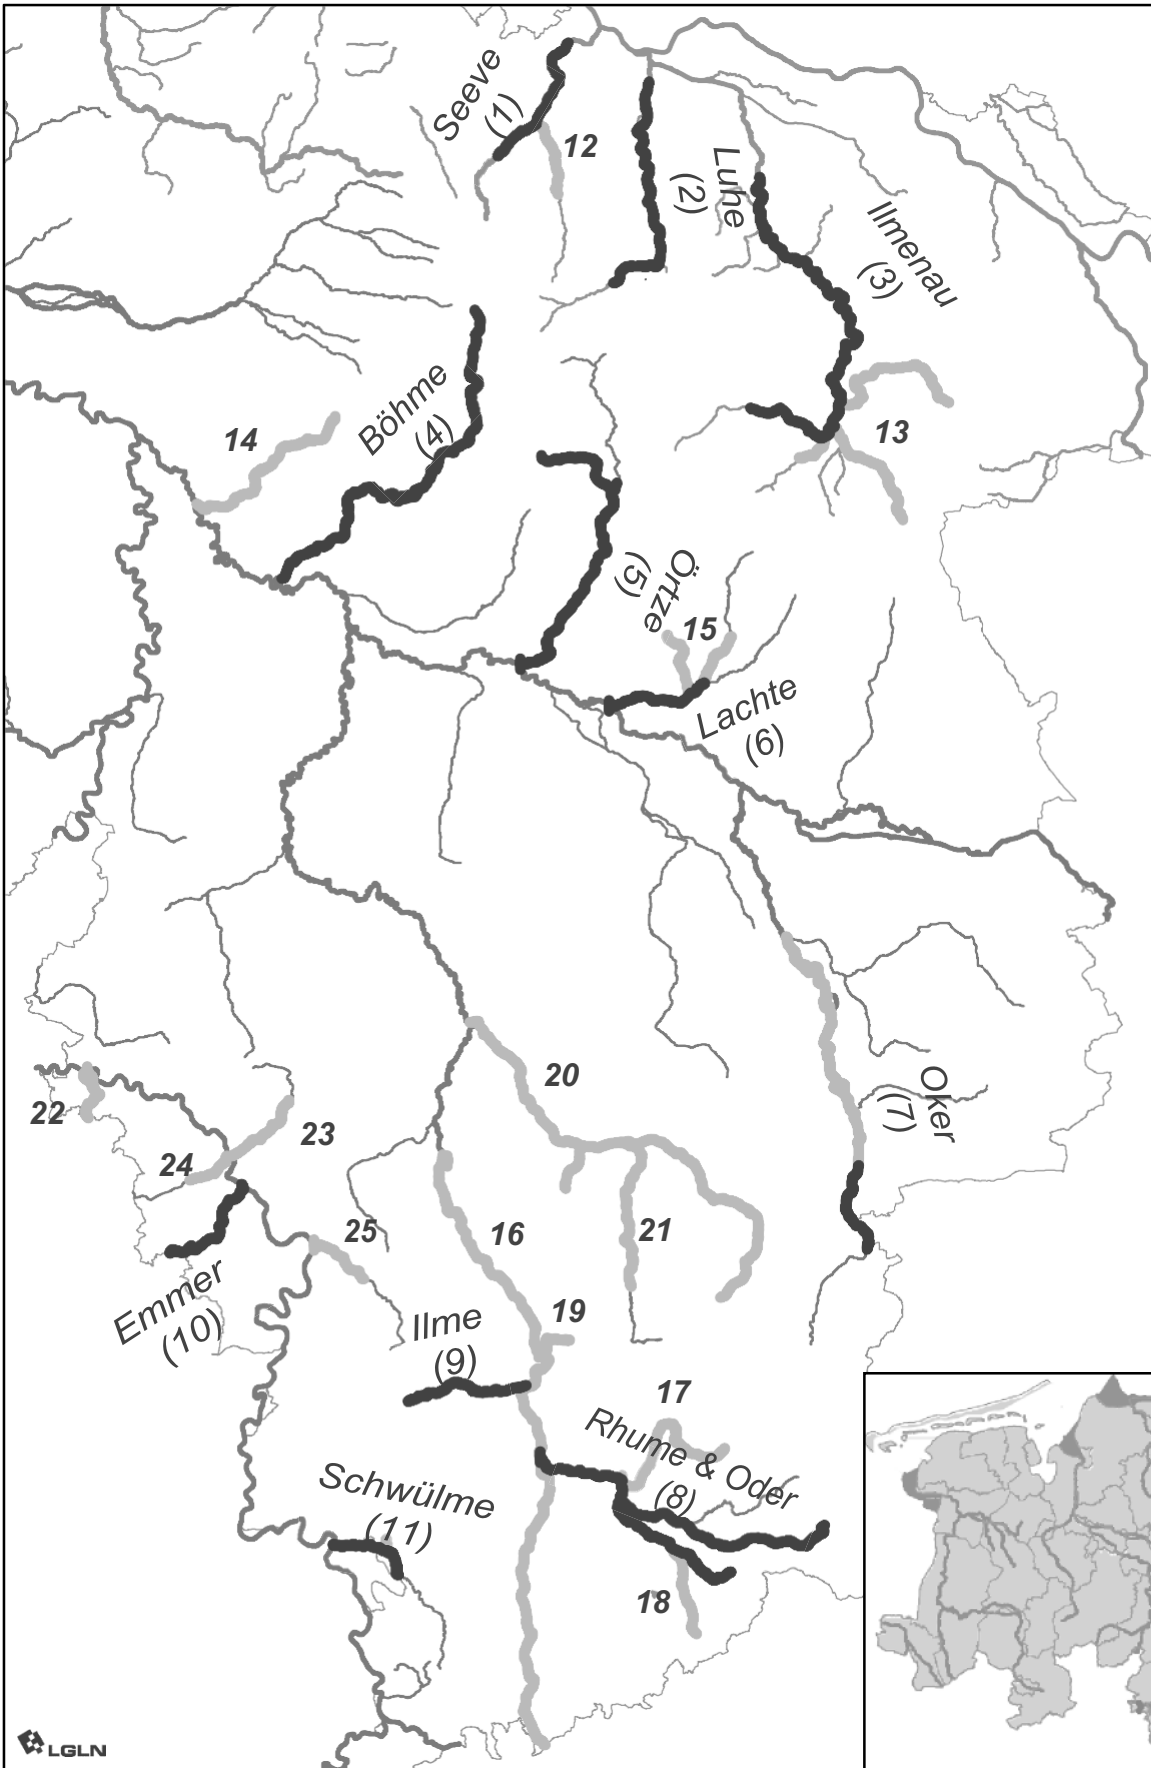 Seeve
(1)
12
Luhe
(2)
Ilmenau
(3)
Böhme
(4)
14
13
Örtze
(5)
15
Lachte
(6)
20
Oker
(7)
22
23
24
25
16
21
Emmer
(10)
19
Ilme
(9)
17
Rhume & Oder
(8)
Schwülme
(11)
18
LGLN